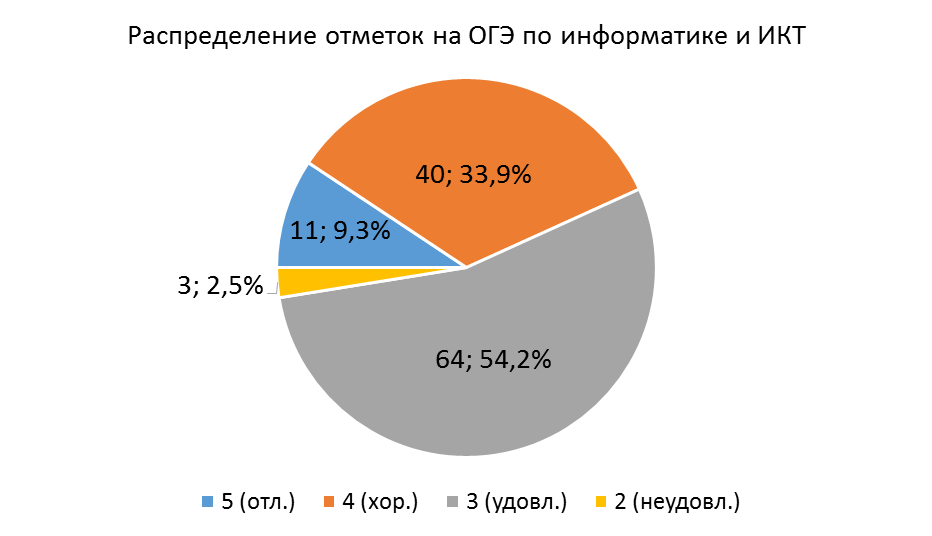 Распределение отметок на ОГЭ по информатике и ИКТ
40; 33,9%
11; 9,3%
3; 2,5%
64; 54,2%
5 (отл.) 4 (хор.) 3 (удовл.) 2 (неудовл.)